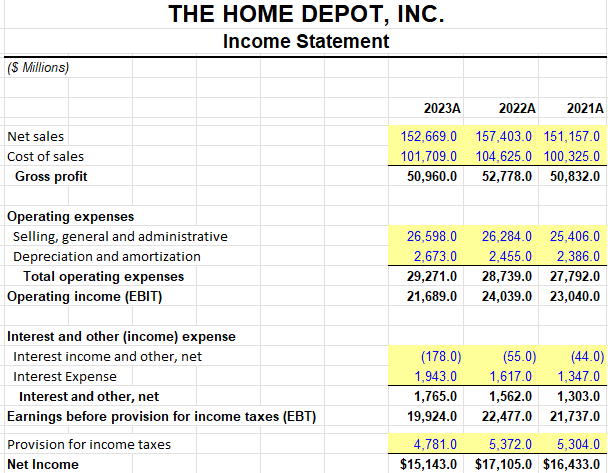 THE HOME DEPOT, INC.
Income Statement
($ Millions)
2023A 2022A 2021A
Net sales 152,669.0 157,403.0 151,157.0
Cost of sales 101,709.0 104,625.0 100,325.0
Gross profit 50,960.0 52,778.0 50,832.0
Operating expenses
Selling, general and administrative 26,598.0 26,284.0 25,406.0
Depreciation and amortization 2,673.0 2,455.0 2,386.0
Total operating expenses 29,271.0 28,739.0 27,792.0
Operating income (EBIT) 21,689.0 24,039.0 23,040.0
Interest and other (income) expense
Interest income and other, net (178.0) (55.0) (44.0)
Interest Expense 1,943.0 1,617.0 1,347.0
Interest and other, net 1,765.0 1,562.0 1,303.0
Earnings before provision for income taxes (EBT) 19,924.0 22,477.0 21,737.0
Provision for income taxes 4,781.0 5,372.0 5,304.0
Net Income $15,143.0 $17,105.0 $16,433.0